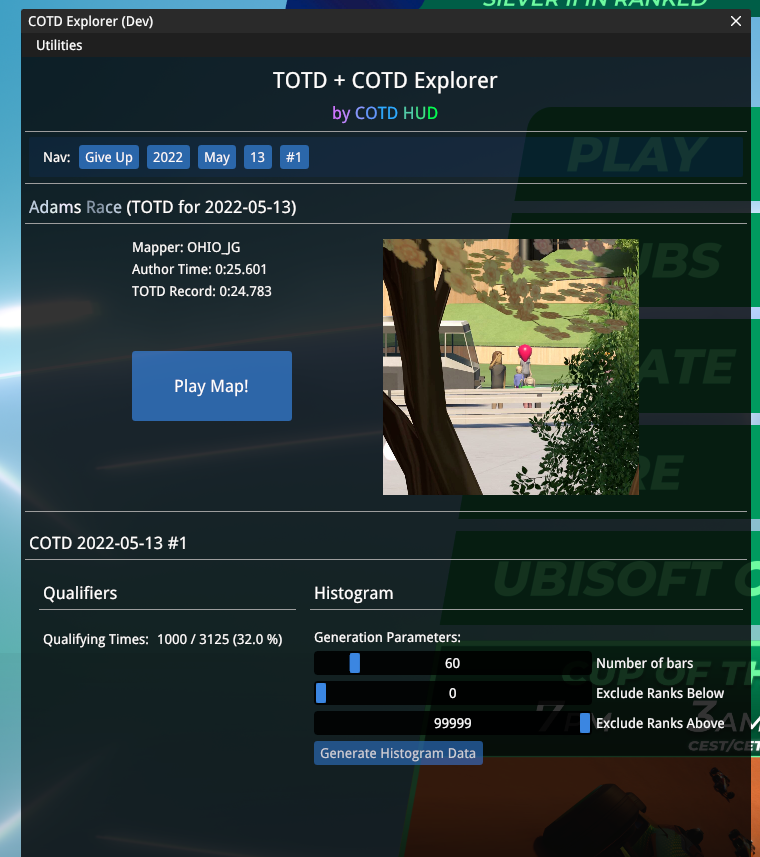 SILVER II IN RANKED
COTD Explorer (Dev)
Utilities
TOTD + COTD Explorer
by COTD HUD
Nav: Give Up 2022 May 13 #1
PLAY
Adams Race (TOTD for 2022-05-13)
Mapper: OHIO_JG
Author Time: 0:25.601
TOTD Record: 0:24.783
UBS
Play Map!
ATE
RE
COTD 2022-05-13 #1
UBISOFT C
Qualifiers
Histogram
Qualifying Times: 1000 / 3125 (32.0 %)
Generation Parameters:
60 Number of bars
CUP OF TH
0 Exclude Ranks Below
99999 Exclude Ranks Above
7 PM 3AM
CEST/CET
Generate Histogram Data